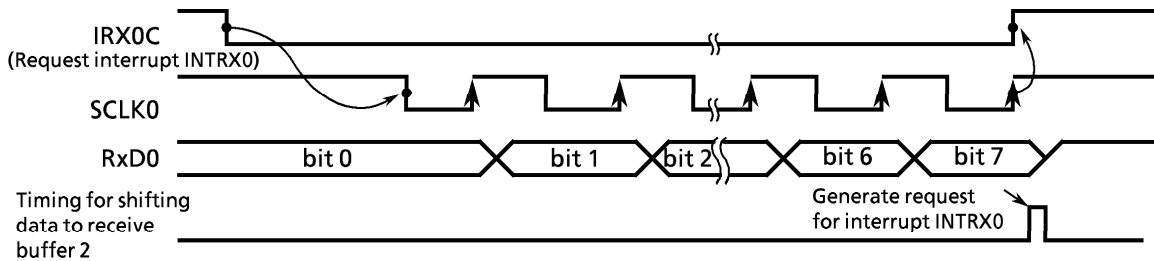 IRX0C
(Request interrupt INTRX0)
SCLK0
RxD0
bit 0
bit 1
bit 2
bit 6
bit 7
Timing for shifting
data to receive
buffer 2
Generate request
for interrupt INTRX0